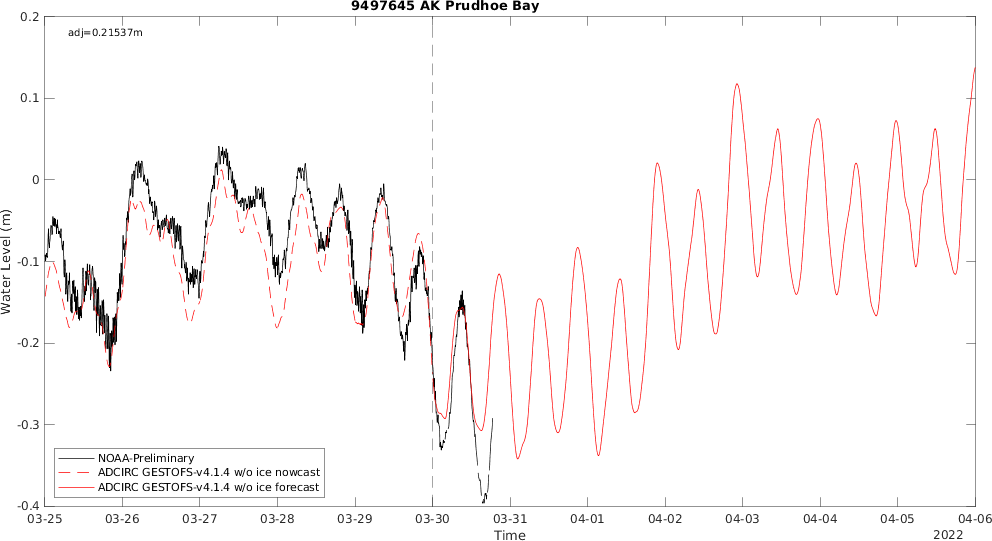 9497645 AK Prudhoe Bay
adj=0.21537m
0.2
0.1
0
-0.1
-0.2
-0.3
-0.4
Water Level (m)
NOAA-Preliminary
ADCIRC GESTOFS-v4.1.4 w/o ice nowcast
ADCIRC GESTOFS-v4.1.4 w/o ice forecast
03-25 03-26 03-27 03-28 03-29 03-30 03-31 04-01 04-02 04-03 04-04 04-05 04-06
Time
2022